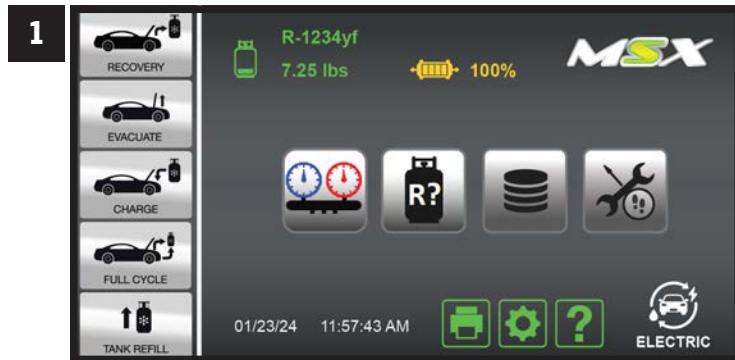 1
RECOVERY
EVACUATE
CHARGE
FULL CYCLE
TANK REFILL
R-1234yf
7.25 lbs
100%
MSX
R?
01/23/24 11:57:43 AM
?
ELECTRIC